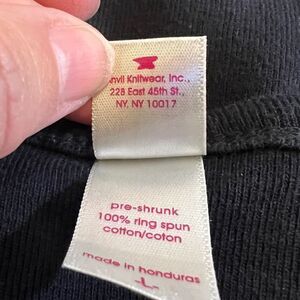 nvil Knitwear, Inc.,
228 East 45th St.,
NY, NY 10017
pre-shrunk
100% ring spun
cotton/coton
made in honduras
-L-